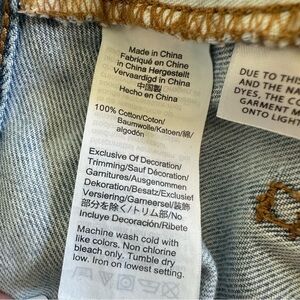 Made in China
Fabriqué en Chine
in China Hergestellt
Vervaardigd in China
中国製
Hecho en China
100% Cotton/Coton/
Baumwolle/Katoen/綿/
algodón
Exclusive Of Decoration/
Trimming/Sauf Décoration/
Garnitures/Ausgenommen
Dekoration/Besatz/Exclusief
Versiering/Garneersel/装飾
部分を除く/トリム部/No
Incluye Decoración/Ribete
Machine wash cold with
like colors. Non chlorine
bleach only. Tumble dry
low. Iron on lowest setting.
DUE TO TH
AND THE NA
DYES, THE CO
GARMENT M
ONTO LIGHT